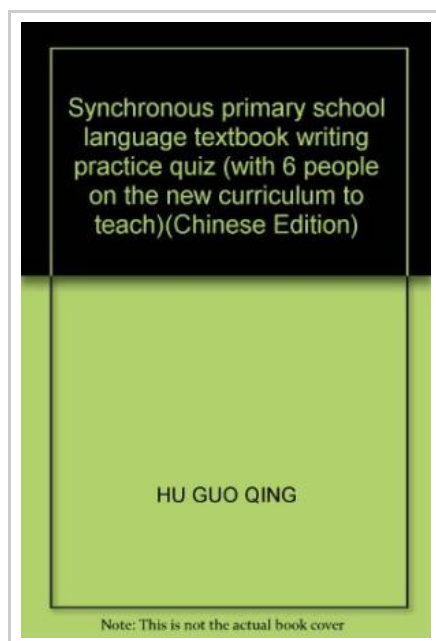 Synchronous primary school
language textbook writing
practice quiz (with 6 people
on the new curriculum to
teach)(Chinese Edition)
HU GUO QING
Note: This is not the actual book cover